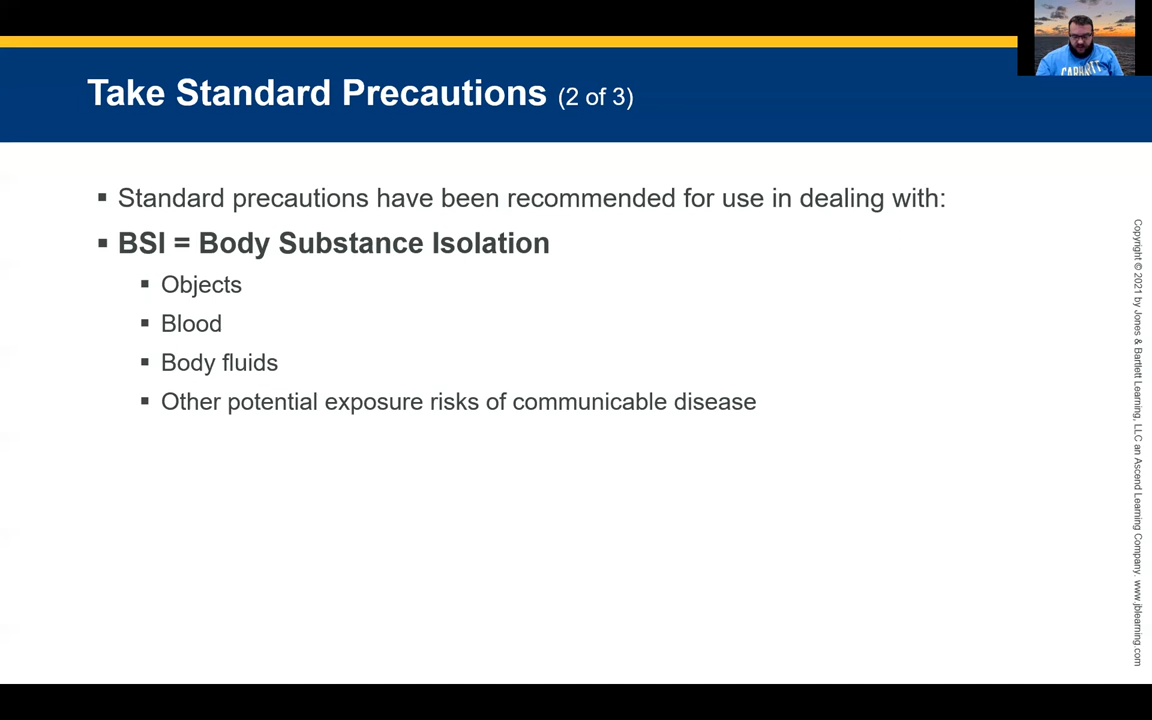 Take Standard Precautions (2 of 3)
▪ Standard precautions have been recommended for use in dealing with:
▪ BSI = Body Substance Isolation
▪ Objects
▪ Blood
▪ Body fluids
▪ Other potential exposure risks of communicable disease
Copyright © 2021 by Jones & Bartlett Learning, LLC an Ascend Learning Company. www.jblearning.com
CARHARTT